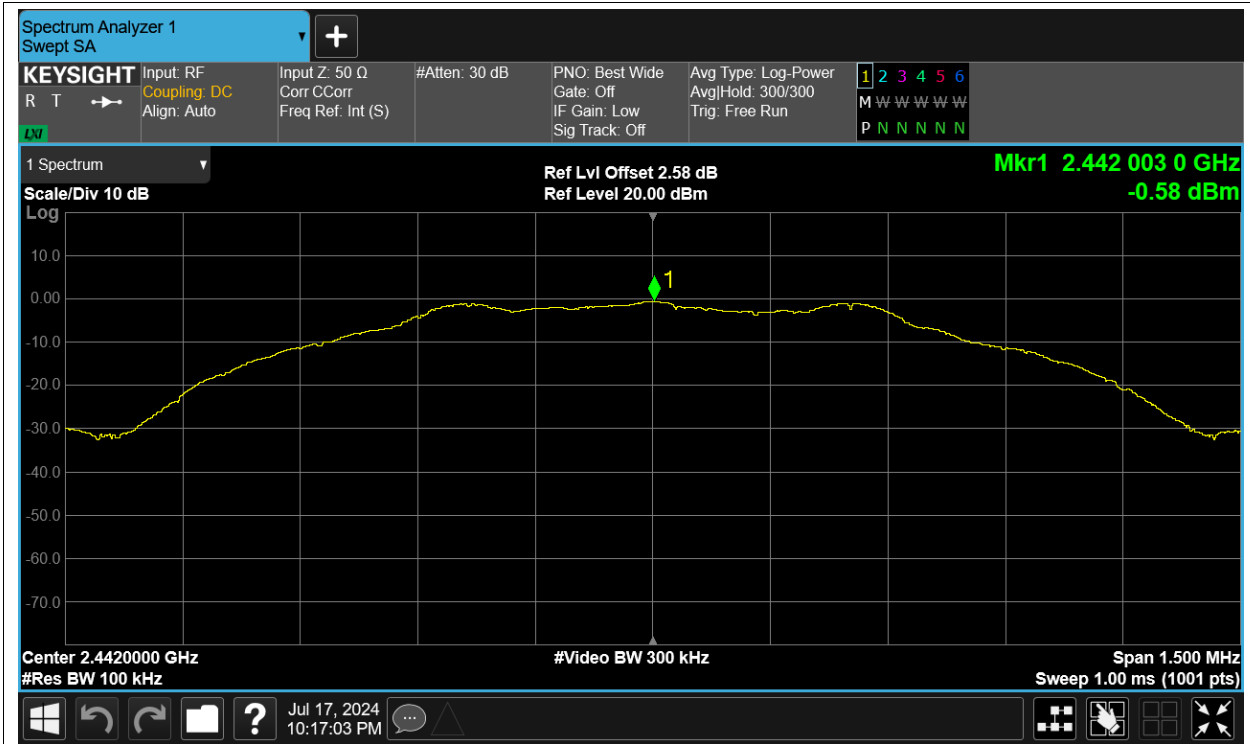 Spectrum Analyzer 1
Swept SA
KEYSIGHT
R T
LXI
Input: RF
Coupling: DC
Align: Auto
Input Z: 50 Ω
Corr CCorr
Freq Ref: Int (S)
#Atten: 30 dB
PNO: Best Wide
Gate: Off
IF Gain: Low
Sig Track: Off
Avg Type: Log-Power
Avg|Hold: 300/300
Trig: Free Run
1 2 3 4 5 6
M W W W W W
P N N N N N
1 Spectrum
Scale/Div 10 dB
Log
Ref Lvl Offset 2.58 dB
Ref Level 20.00 dBm
Mkr1 2.442 003 0 GHz
-0.58 dBm
1
10.0
0.00
-10.0
-20.0
-30.0
-40.0
-50.0
-60.0
-70.0
Center 2.4420000 GHz
#Video BW 300 kHz
Span 1.500 MHz
#Res BW 100 kHz
Sweep 1.00 ms (1001 pts)
?
Jul 17, 2024
10:17:03 PM